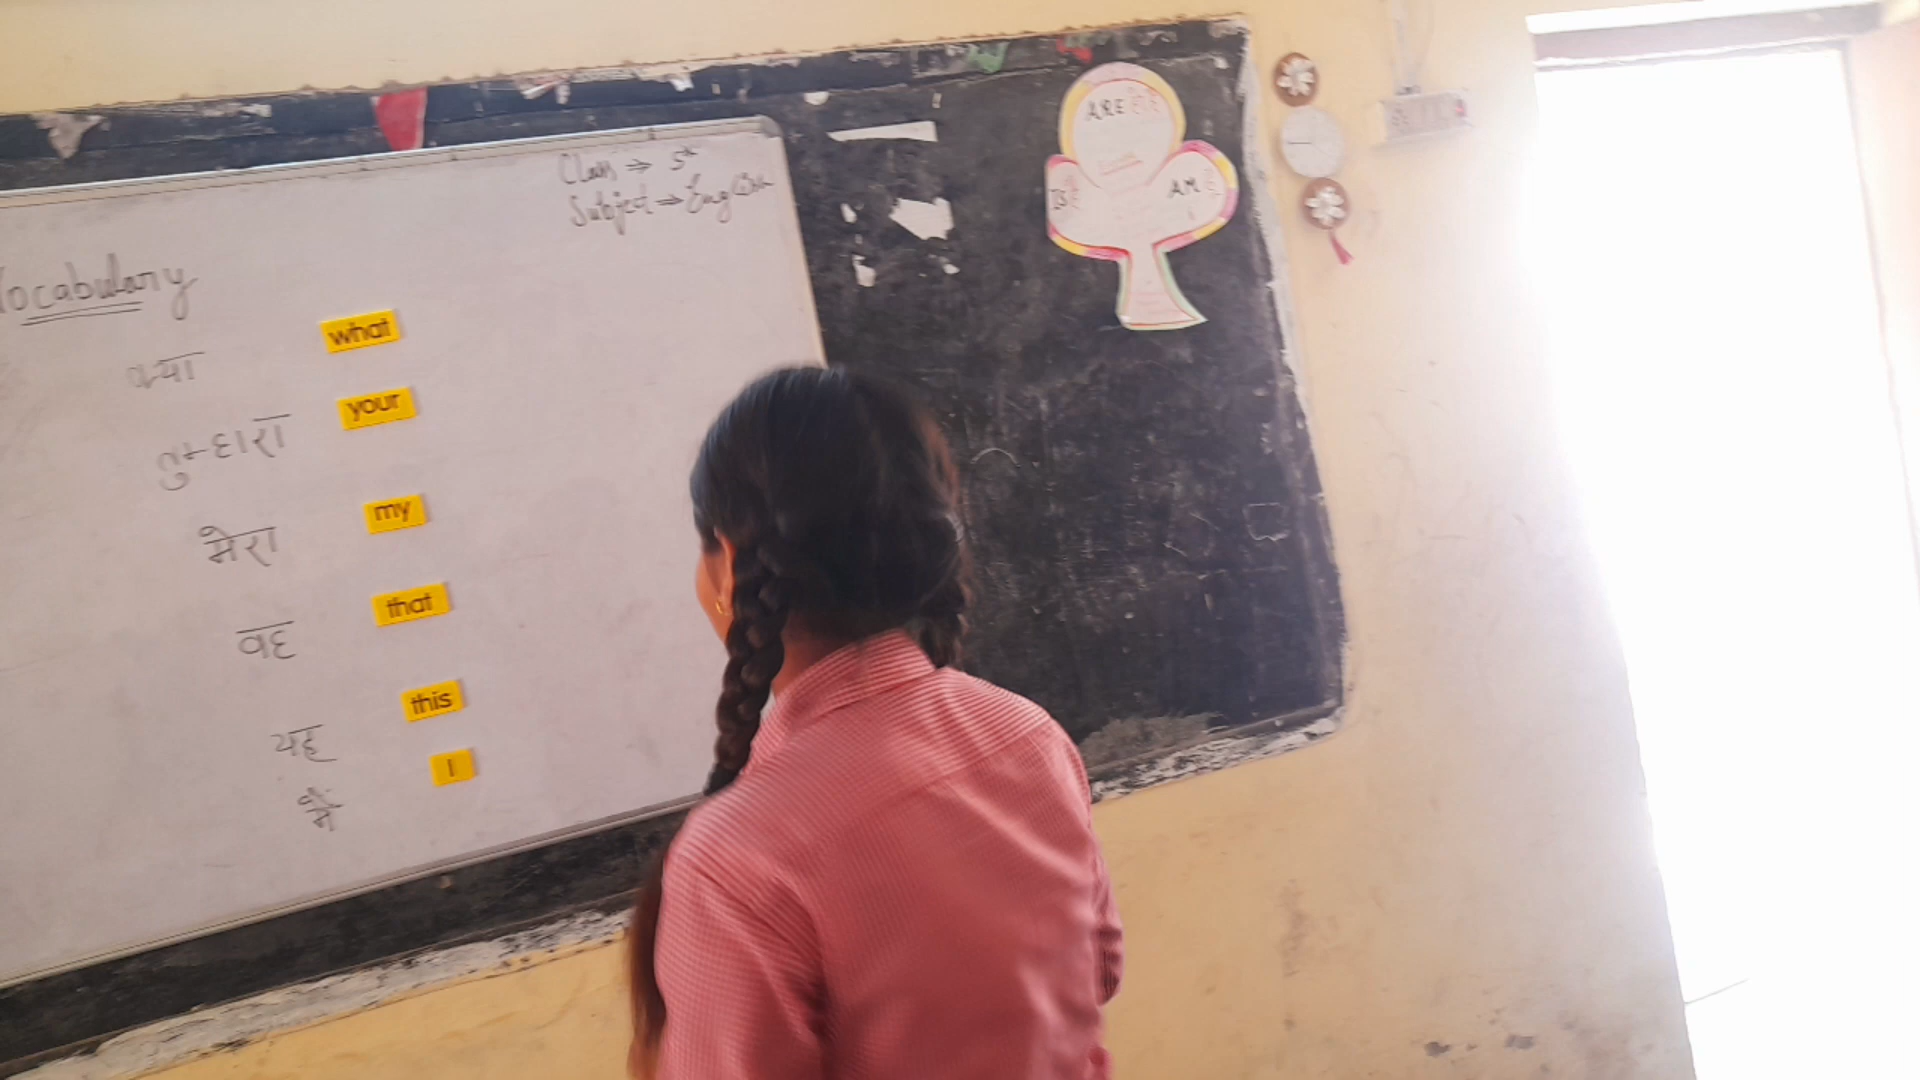 Class ⇒ 5th
Subject ⇒ English
Vocabulary
क्या what
तुम्हारा your
मेरा my
वह that
यह this
मैं I
ARE
IS
AM